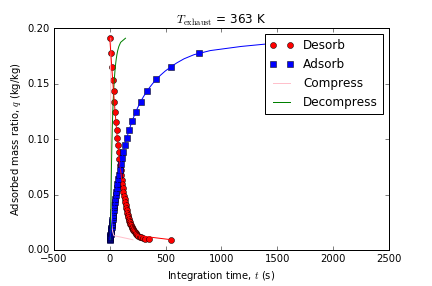 T_exhaust = 363 K
Adsorbed mass ratio, q (kg/kg)
0.20
0.15
0.10
0.05
0.00
Desorb
Adsorb
Compress
Decompress
−500
0
500
1000
1500
2000
2500
Integration time, t (s)